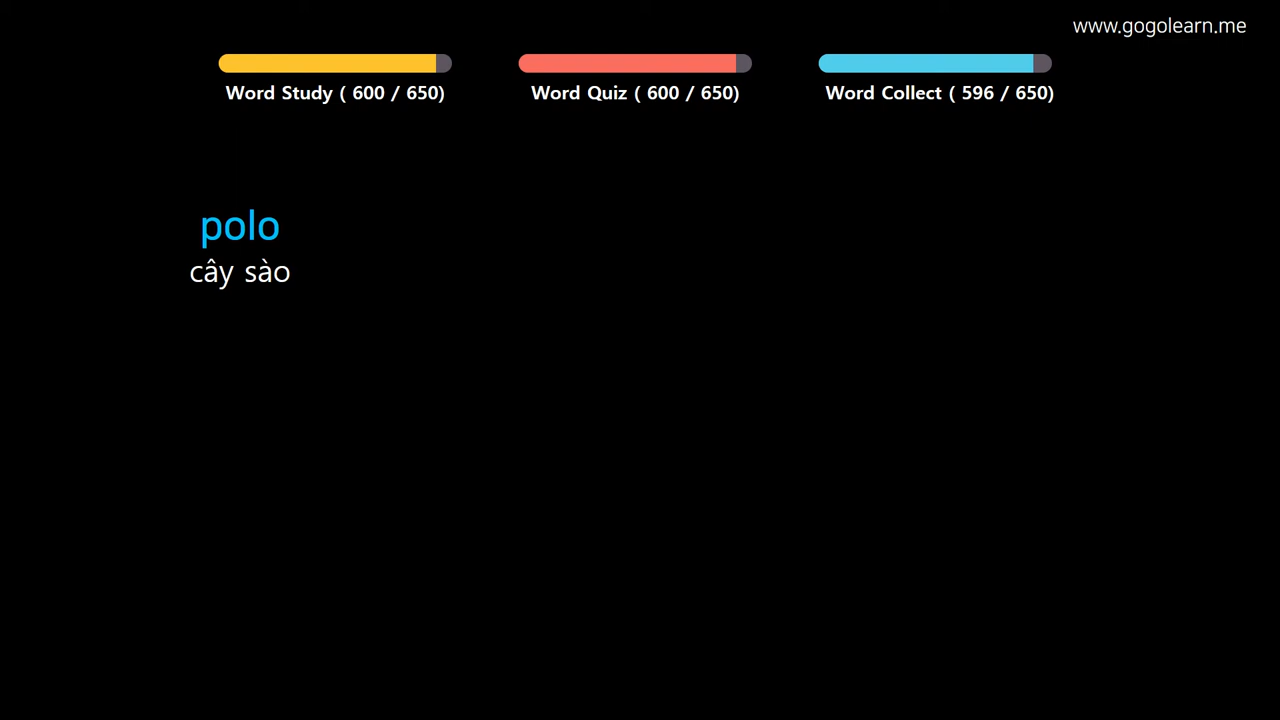 www.gogolearn.me
Word Study ( 600 / 650)
Word Quiz ( 600 / 650)
Word Collect ( 596 / 650)
polo
cây sào